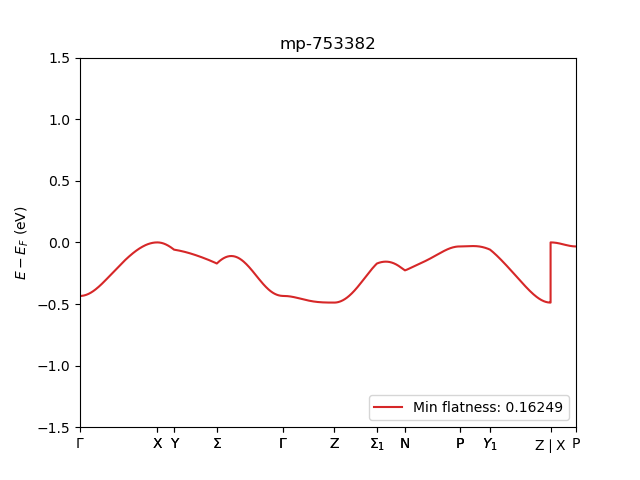 mp-753382
E − E_F (eV)
1.5
1.0
0.5
0.0
−0.5
−1.0
−1.5
Min flatness: 0.16249
Γ X Y Σ Γ Z Σ₁ N P Y₁ Z | X P